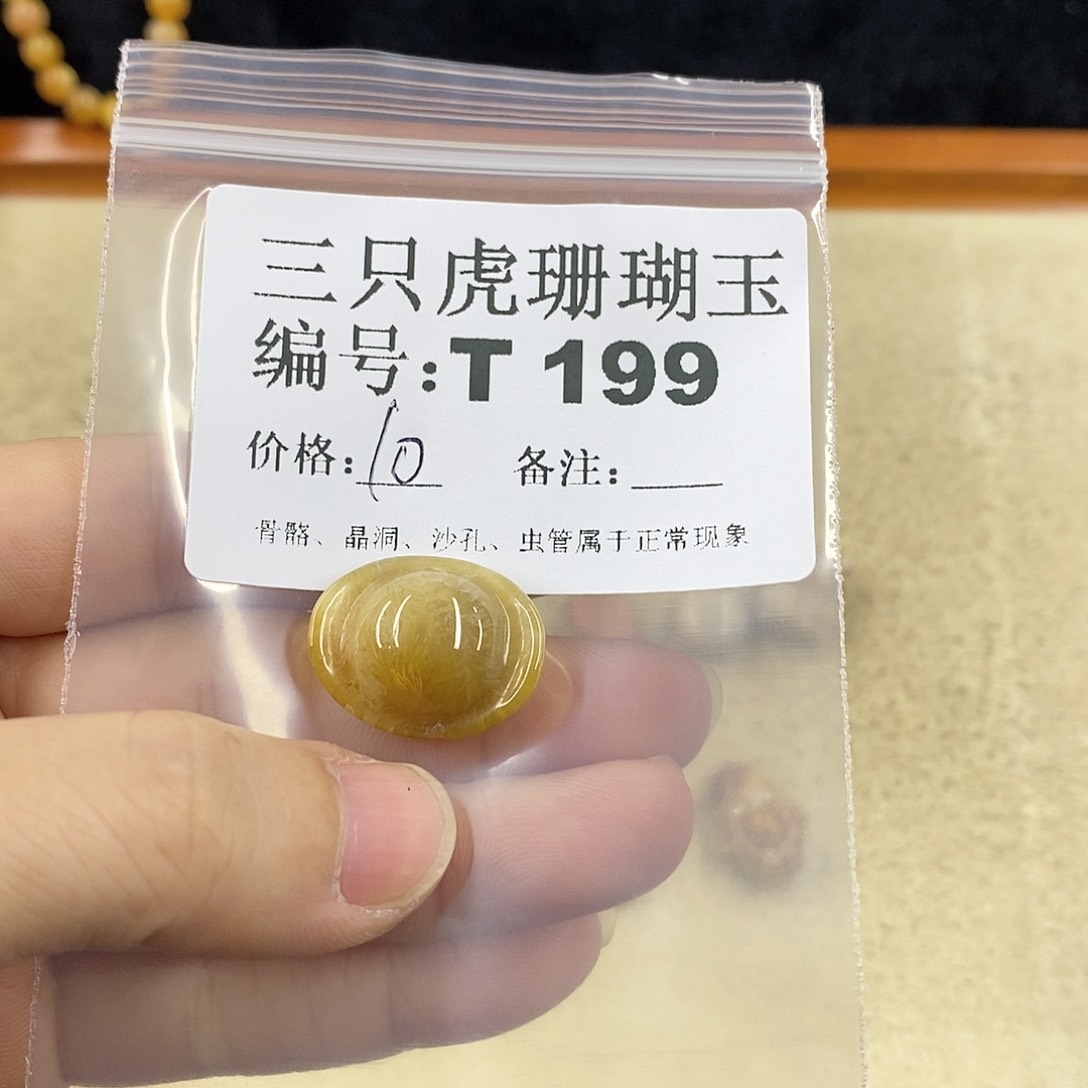 三只虎珊瑚玉
编号:T 199
价格:10 备注:____
骨骼、晶洞、沙孔、虫管属于正常现象